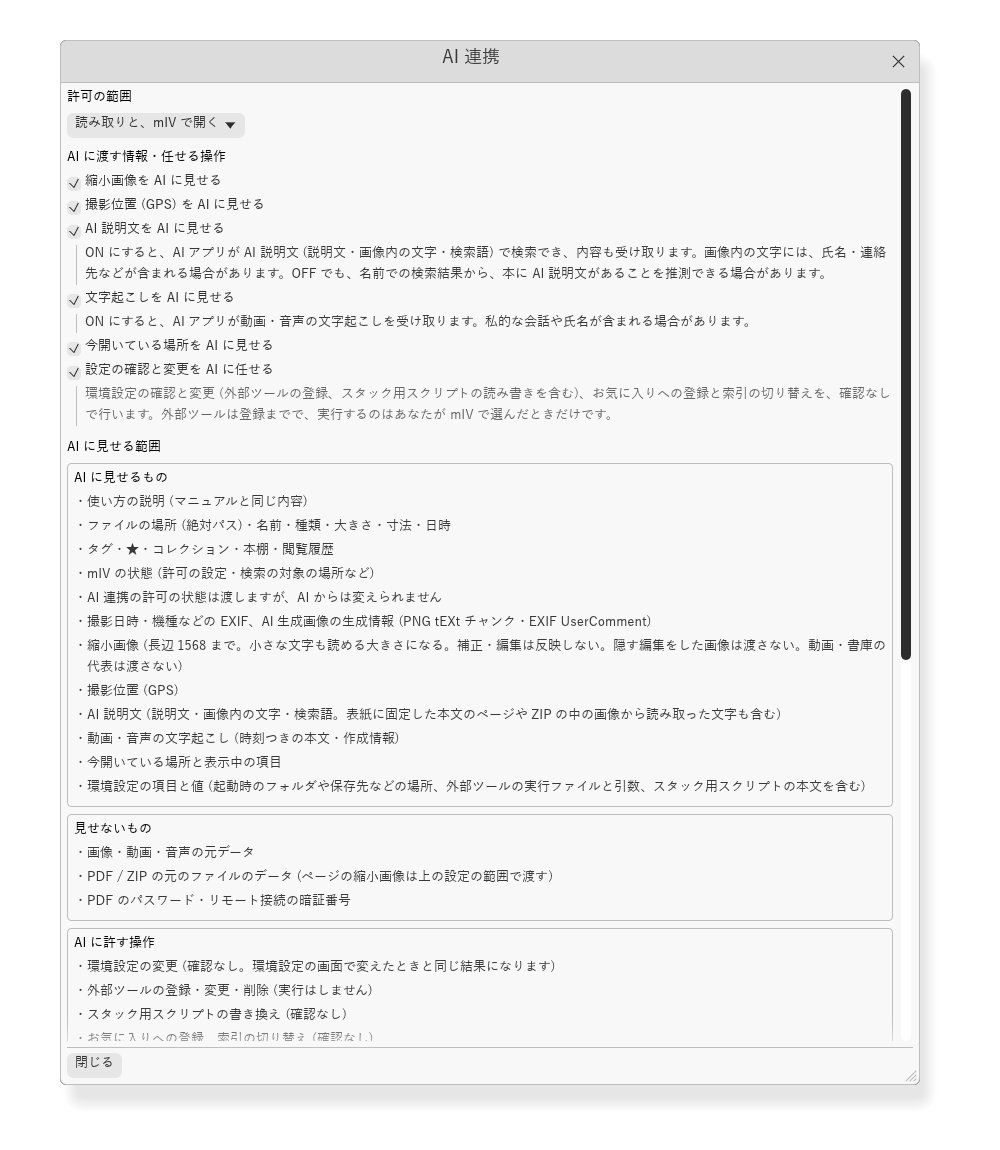 AI 連携
許可の範囲
読み取りと、mIV で開く
AI に渡す情報・任せる操作
縮小画像を AI に見せる
撮影位置 (GPS) を AI に見せる
AI 説明文を AI に見せる
ON にすると、AI アプリが AI 説明文 (説明文・画像内の文字・検索語) で検索でき、内容も受け取ります。画像内の文字には、氏名・連絡
先などが含まれる場合があります。OFF でも、名前での検索結果から、本に AI 説明文があることを推測できる場合があります。
文字起こしを AI に見せる
ON にすると、AI アプリが動画・音声の文字起こしを受け取ります。私的な会話や氏名が含まれる場合があります。
今開いている場所を AI に見せる
設定の確認と変更を AI に任せる
環境設定の確認と変更 (外部ツールの登録、スタック用スクリプトの読み書きを含む)、お気に入りへの登録と索引の切り替えを、確認なし
で行います。外部ツールは登録までで、実行するのはあなたが mIV で選んだときだけです。
AI に見せる範囲
AI に見せるもの
・使い方の説明 (マニュアルと同じ内容)
・ファイルの場所 (絶対パス)・名前・種類・大きさ・寸法・日時
・タグ・★・コレクション・本棚・閲覧履歴
・mIV の状態 (許可の設定・検索の対象の場所など)
・AI 連携の許可の状態は渡しますが、AI からは変えられません
・撮影日時・機種などの EXIF、AI 生成画像の生成情報 (PNG tEXt チャンク・EXIF UserComment)
・縮小画像 (長辺 1568 まで。小さな文字も読める大きさになる。補正・編集は反映しない。隠す編集をした画像は渡さない。動画・書庫の
代表は渡さない)
・撮影位置 (GPS)
・AI 説明文 (説明文・画像内の文字・検索語。表紙に固定した本文のページや ZIP の中の画像から読み取った文字も含む)
・動画・音声の文字起こし (時刻つきの本文・作成情報)
・今開いている場所と表示中の項目
・環境設定の項目と値 (起動時のフォルダや保存先などの場所、外部ツールの実行ファイルと引数、スタック用スクリプトの本文を含む)
見せないもの
・画像・動画・音声の元データ
・PDF / ZIP の元のファイルのデータ (ページの縮小画像は上の設定の範囲で渡す)
・PDF のパスワード・リモート接続の暗証番号
AI に許す操作
・環境設定の変更 (確認なし。環境設定の画面で変えたときと同じ結果になります)
・外部ツールの登録・変更・削除 (実行はしません)
・スタック用スクリプトの書き換え (確認なし)
・お気に入りへの登録、索引の切り替え (確認なし)
閉じる